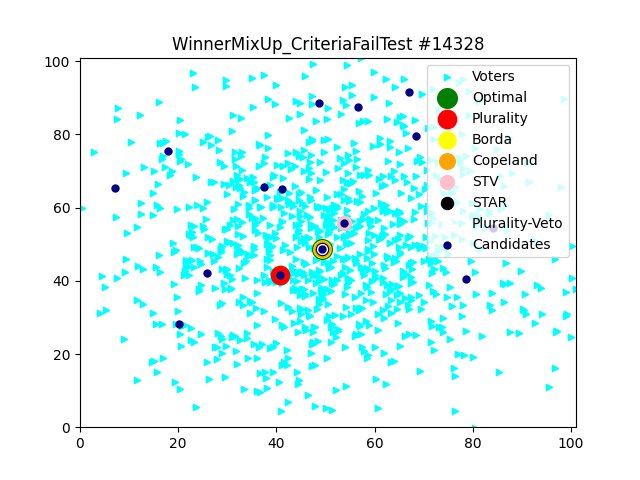 WinnerMixUp_CriteriaFailTest #14328
100
80
60
40
20
0
0
20
40
60
80
100
Voters
Optimal
Plurality
Borda
Copeland
STV
STAR
Plurality-Veto
Candidates